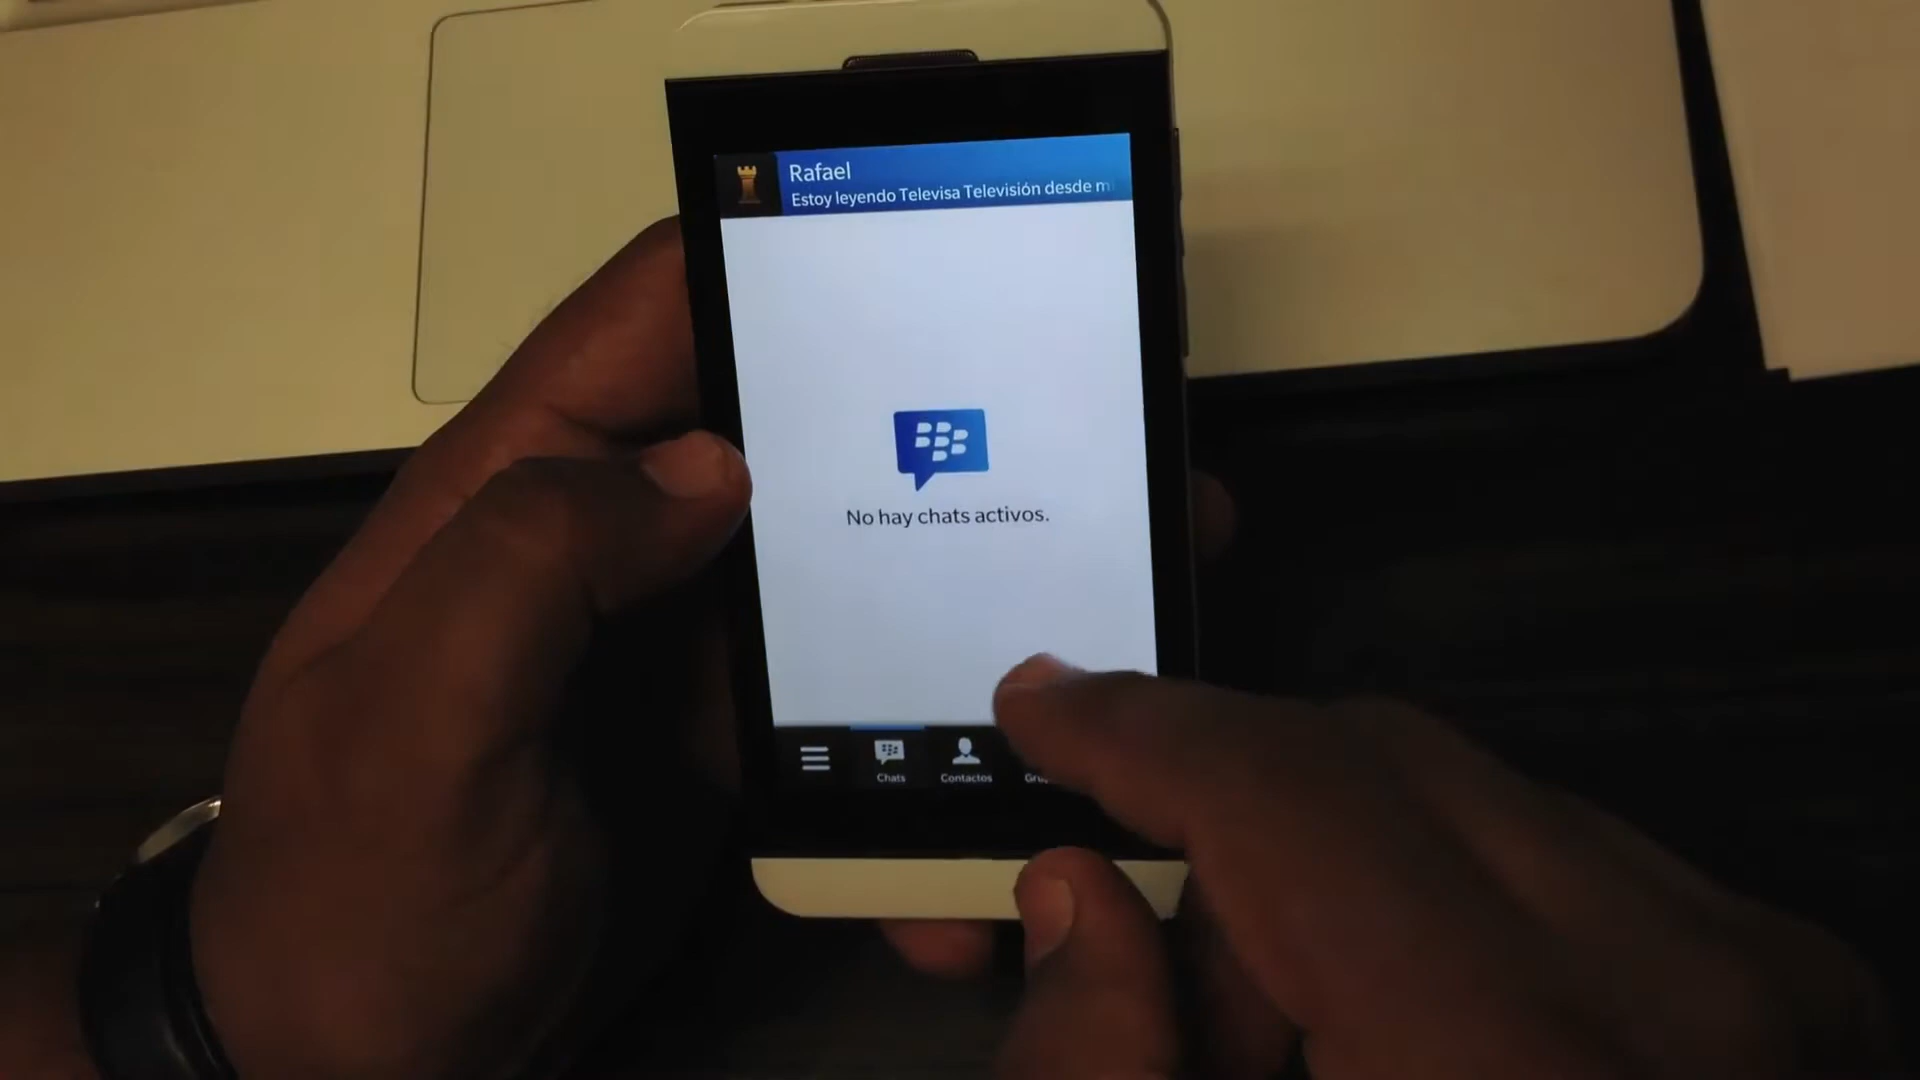 Rafael
Estoy leyendo Televisa Televisión desde m
No hay chats activos.
Chats
Contactos